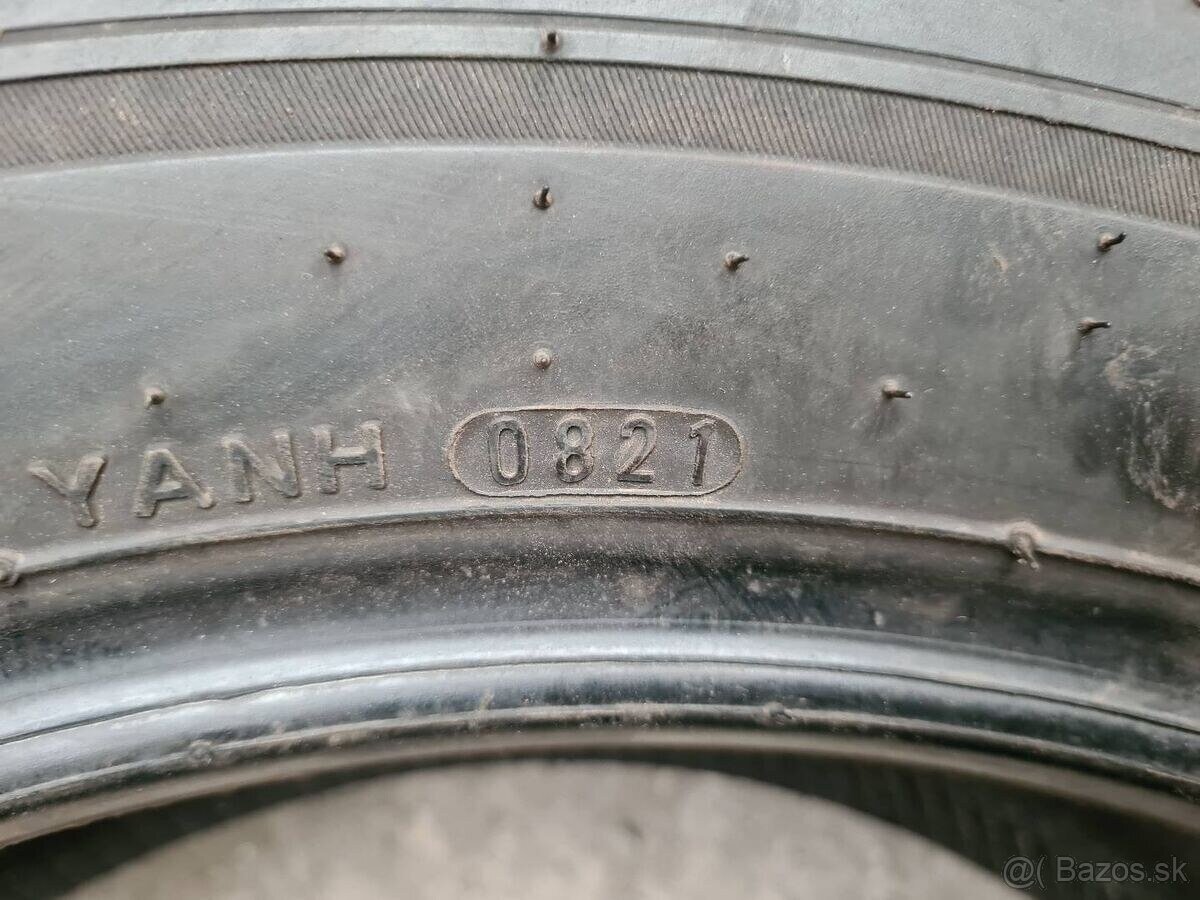 YANH 0821
@( Bazos.sk